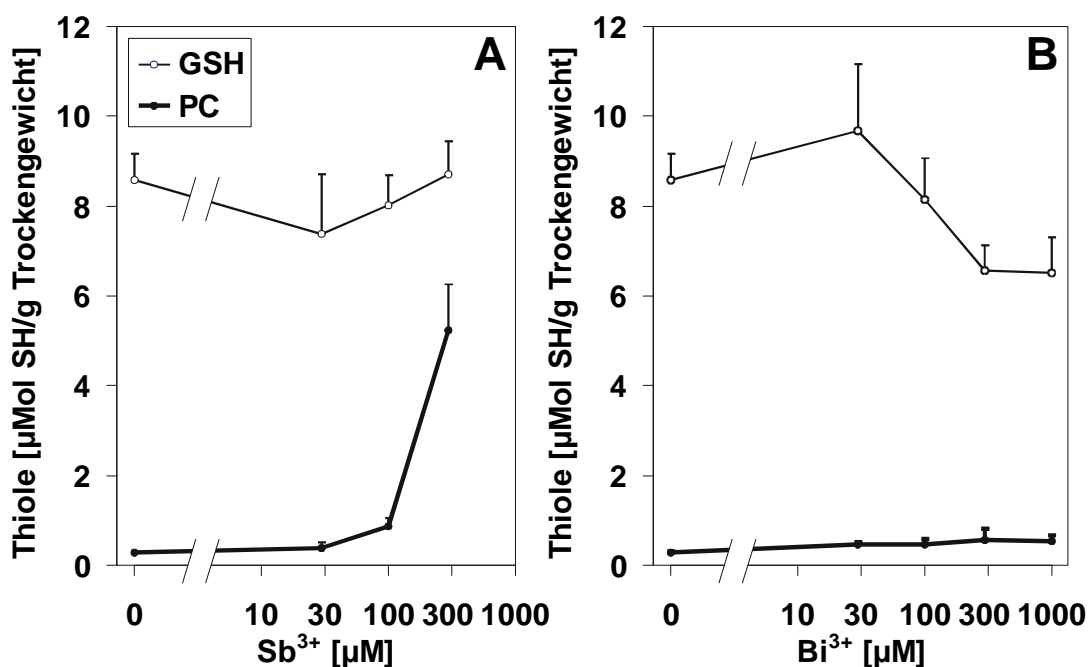 A
B
GSH
PC
Thiole [µMol SH/g Trockengewicht]
12
10
8
6
4
2
0
0 10 30 100 300 1000
Sb³⁺ [µM]
Thiole [µMol SH/g Trockengewicht]
12
10
8
6
4
2
0
0 10 30 100 300 1000
Bi³⁺ [µM]